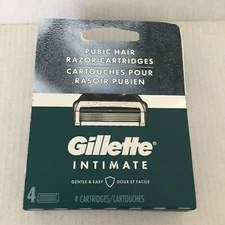 PUBIC HAIR
RAZOR CARTRIDGES
CARTOUCHES POUR
RASOIR PUBIEN
Gillette
INTIMATE
GENTLE & EASY DOUX ET FACILE
4
4 CARTRIDGES/CARTOUCHES